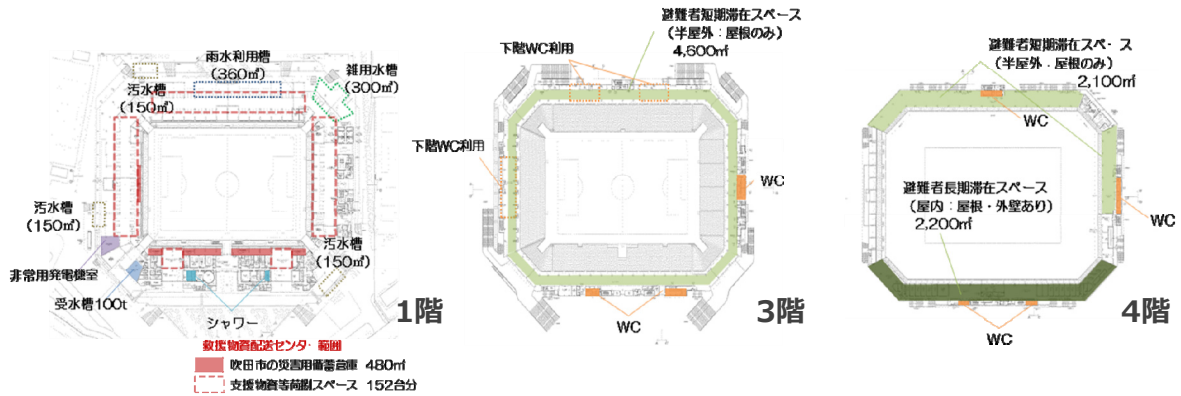 雨水利用槽
(360㎥)
雑用水槽
(300㎥)
汚水槽
(150㎥)
汚水槽
(150㎥)
汚水槽
(150㎥)
非常用発電機室
受水槽100t
シャワー
1階
救援物資配送センター範囲
吹田市の災害用備蓄倉庫 480㎡
支援物資等荷捌スペース 152台分
避難者短期滞在スペース
(半屋外:屋根のみ)
4,600㎡
下階WC利用
下階WC利用
WC
WC
3階
避難者短期滞在スペース
(半屋外:屋根のみ)
2,100㎡
WC
避難者長期滞在スペース
(屋内:屋根・外壁あり)
2,200㎡
WC
WC
4階